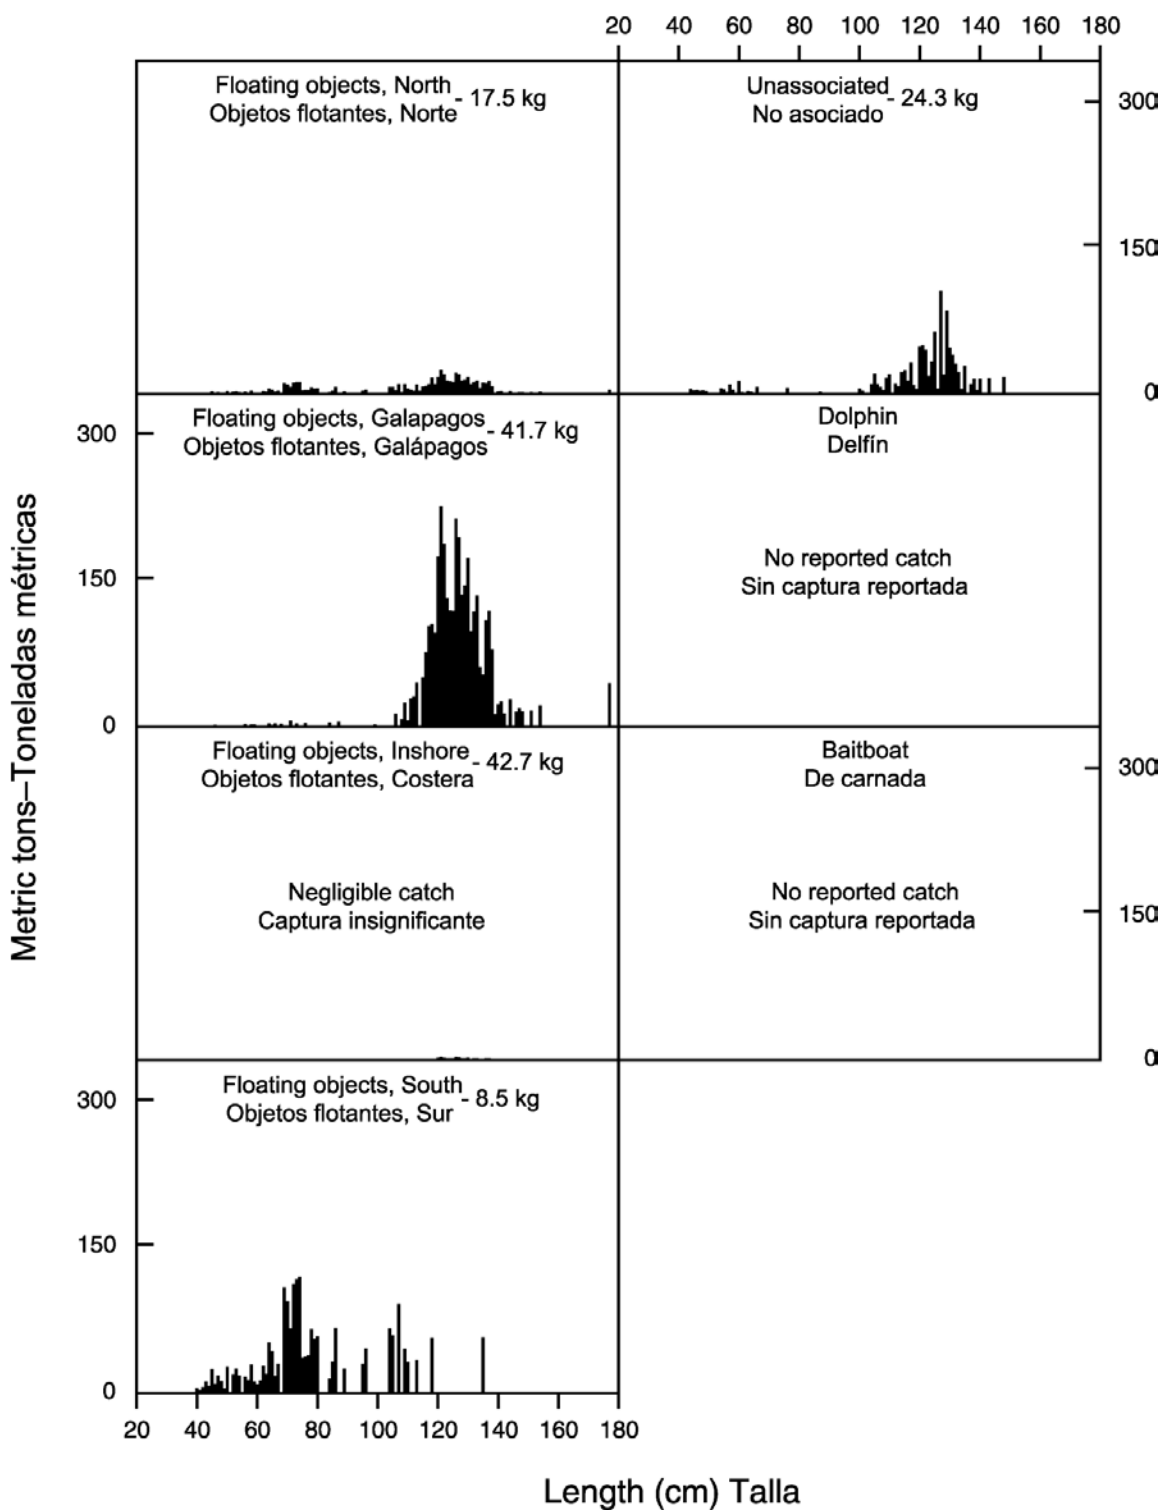 20 40 60 80 100 120 140 160 180
Floating objects, North
Objetos flotantes, Norte
- 17.5 kg
Unassociated
No asociado
- 24.3 kg
300
150
0
Floating objects, Galapagos
Objetos flotantes, Galápagos
- 41.7 kg
300
150
0
Dolphin
Delfín
No reported catch
Sin captura reportada
Metric tons–Toneladas métricas
Floating objects, Inshore
Objetos flotantes, Costera
- 42.7 kg
Negligible catch
Captura insignificante
Baitboat
De carnada
No reported catch
Sin captura reportada
300
150
0
Floating objects, South
Objetos flotantes, Sur
- 8.5 kg
300
150
0
20 40 60 80 100 120 140 160 180
Length (cm) Talla